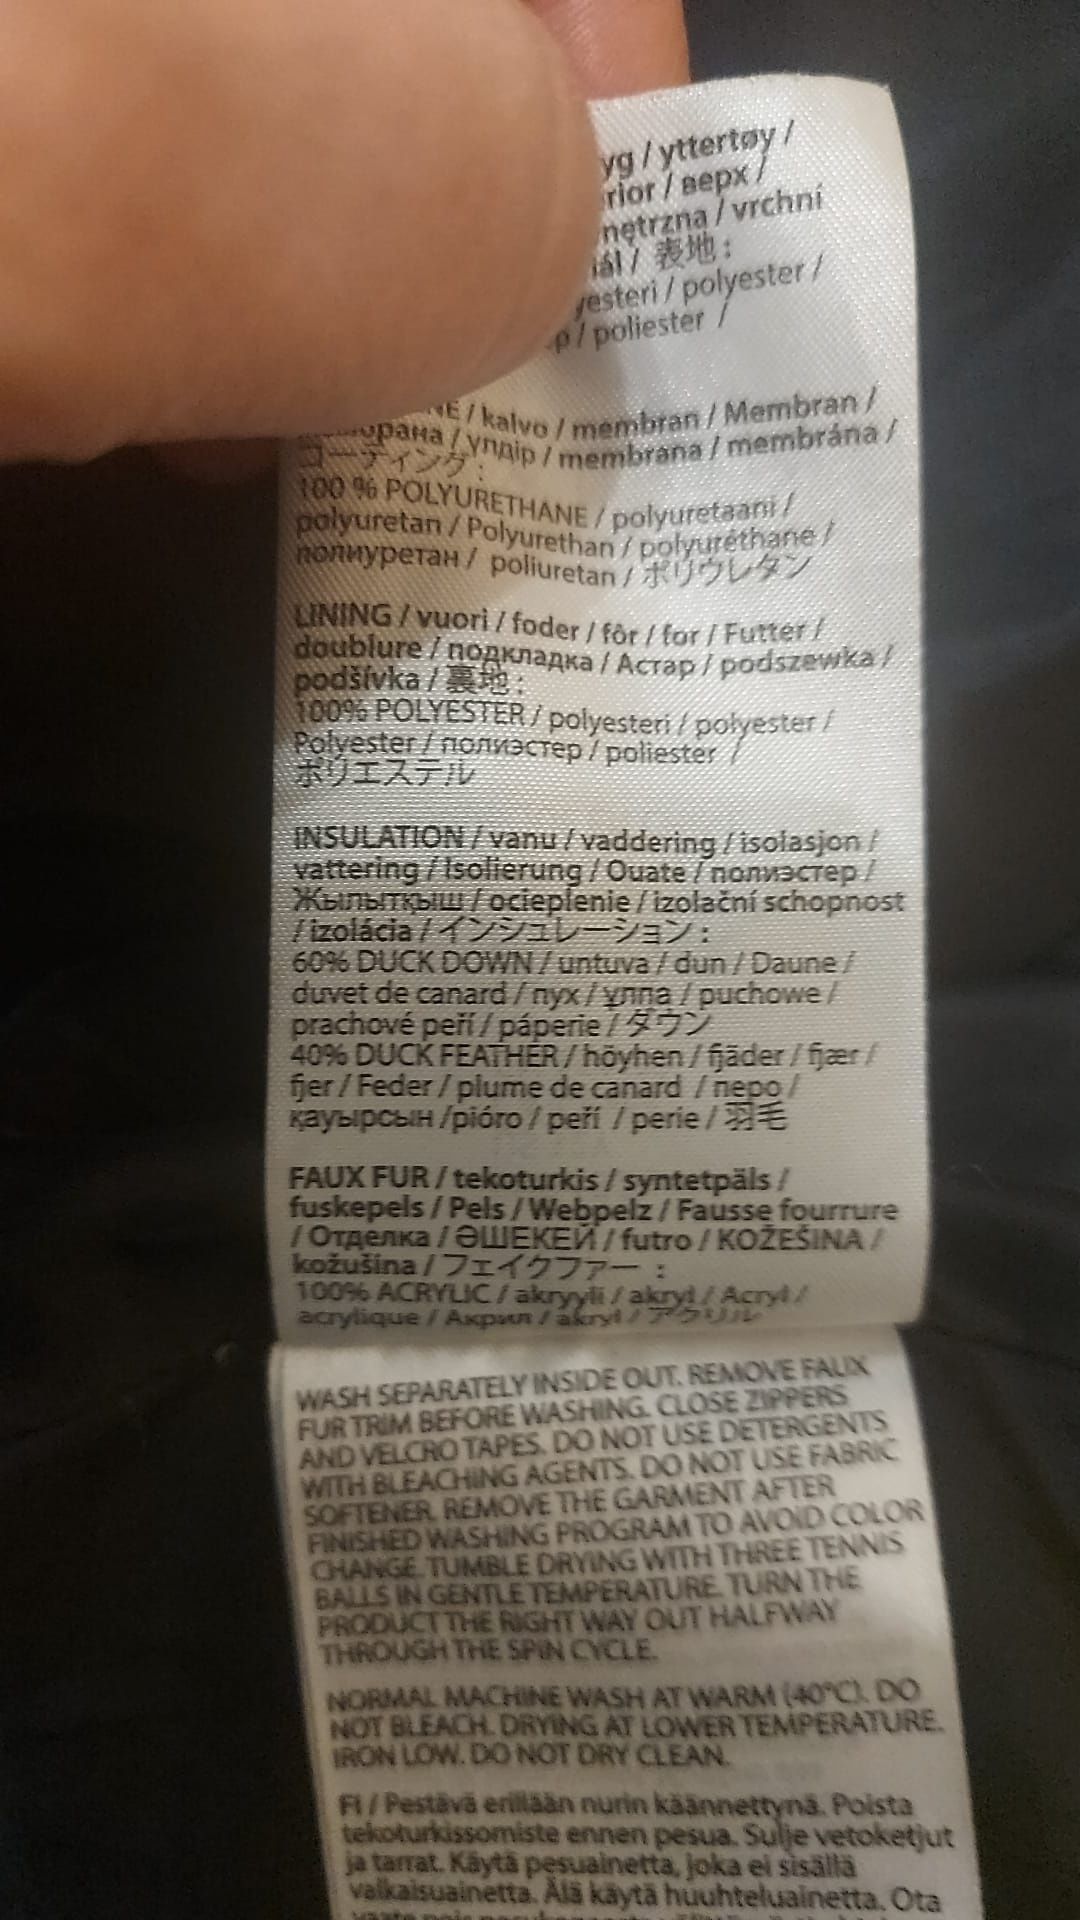 yg / yttertøy /
rior / верх /
nętrzna / vrchní
ál / 表地 :
yesteri / polyester /
р / poliester /
NE / kalvo / membran / Membran /
рана / үлдір / membrana / membrána /
コーティング :
100 % POLYURETHANE / polyuretaani /
polyuretan / Polyurethan / polyuréthane /
полиуретан / poliuretan / ポリウレタン
LINING / vuori / foder / fôr / for / Futter /
doublure / подкладка / Астар / podszewka /
podšívka / 裏地 :
100% POLYESTER / polyesteri / polyester /
Polyester / полиэстер / poliester /
ポリエステル
INSULATION / vanu / vaddering / isolasjon /
vattering / Isolierung / Ouate / полиэстер /
Жылытқыш / ocieplenie / izolační schopnost
/ izolácia / インシュレーション :
60% DUCK DOWN / untuva / dun / Daune /
duvet de canard / пух / ұлпа / puchowe /
prachové peří / páperie / ダウン
40% DUCK FEATHER / höyhen / fjäder / fjær /
fjer / Feder / plume de canard / перо /
қауырсын /pióro / peří / perie / 羽毛
FAUX FUR / tekoturkis / syntetpäls /
fuskepels / Pels / Webpelz / Fausse fourrure
/ Отделка / ӘШЕКЕЙ / futro / KOŽEŠINA /
kožušina / フェイクファー :
100% ACRYLIC / akryyli / akryl / Acryl /
acrylique / Акрил / akryl / アクリル
WASH SEPARATELY INSIDE OUT. REMOVE FAUX
FUR TRIM BEFORE WASHING. CLOSE ZIPPERS
AND VELCRO TAPES. DO NOT USE DETERGENTS
WITH BLEACHING AGENTS. DO NOT USE FABRIC
SOFTENER. REMOVE THE GARMENT AFTER
FINISHED WASHING PROGRAM TO AVOID COLOR
CHANGE. TUMBLE DRYING WITH THREE TENNIS
BALLS IN GENTLE TEMPERATURE. TURN THE
PRODUCT THE RIGHT WAY OUT HALFWAY
THROUGH THE SPIN CYCLE.
NORMAL MACHINE WASH AT WARM (40°C). DO
NOT BLEACH. DRYING AT LOWER TEMPERATURE.
IRON LOW. DO NOT DRY CLEAN.
FI / Pestävä erillään nurin käännettynä. Poista
tekoturkissomiste ennen pesua. Sulje vetoketjut
ja tarrat. Käytä pesuainetta, joka ei sisällä
valkaisuainetta. Älä käytä huuhteluainetta. Ota